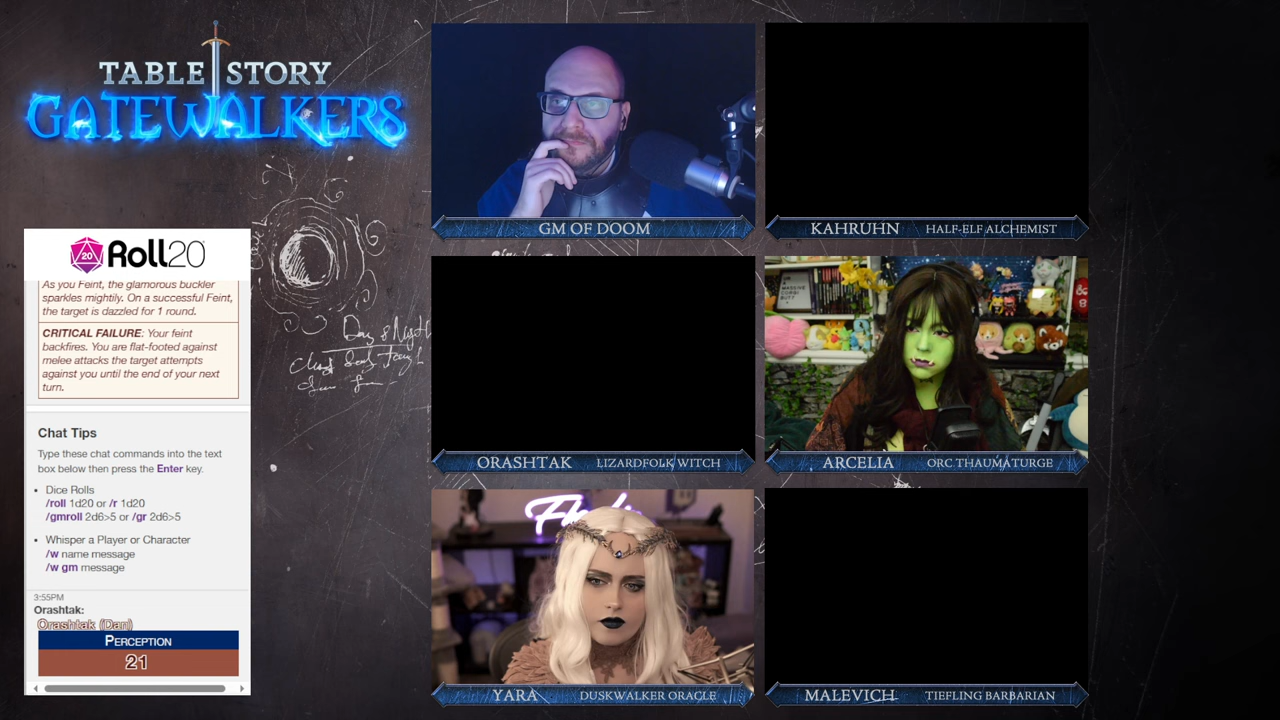 TABLE STORY
GATEWALKERS
Roll20
As you Feint, the glamorous buckler
sparkles mightily. On a successful Feint,
the target is dazzled for 1 round.
CRITICAL FAILURE: Your feint
backfires. You are flat-footed against
melee attacks the target attempts
against you until the end of your next
turn.
Chat Tips
Type these chat commands into the text
box below then press the Enter key.
• Dice Rolls
/roll 1d20 or /r 1d20
/gmroll 2d6>5 or /gr 2d6>5
• Whisper a Player or Character
/w name message
/w gm message
3:55PM
Orashtak:
Orashtak (Dan)
PERCEPTION
21
GM OF DOOM
KAHRUHN HALF-ELF ALCHEMIST
ORASHTAK LIZARDFOLK WITCH
A
MASSIVE
CORGI
BUTT
ARCELIA ORC THAUMATURGE
YARA DUSKWALKER ORACLE
MALEVICH TIEFLING BARBARIAN